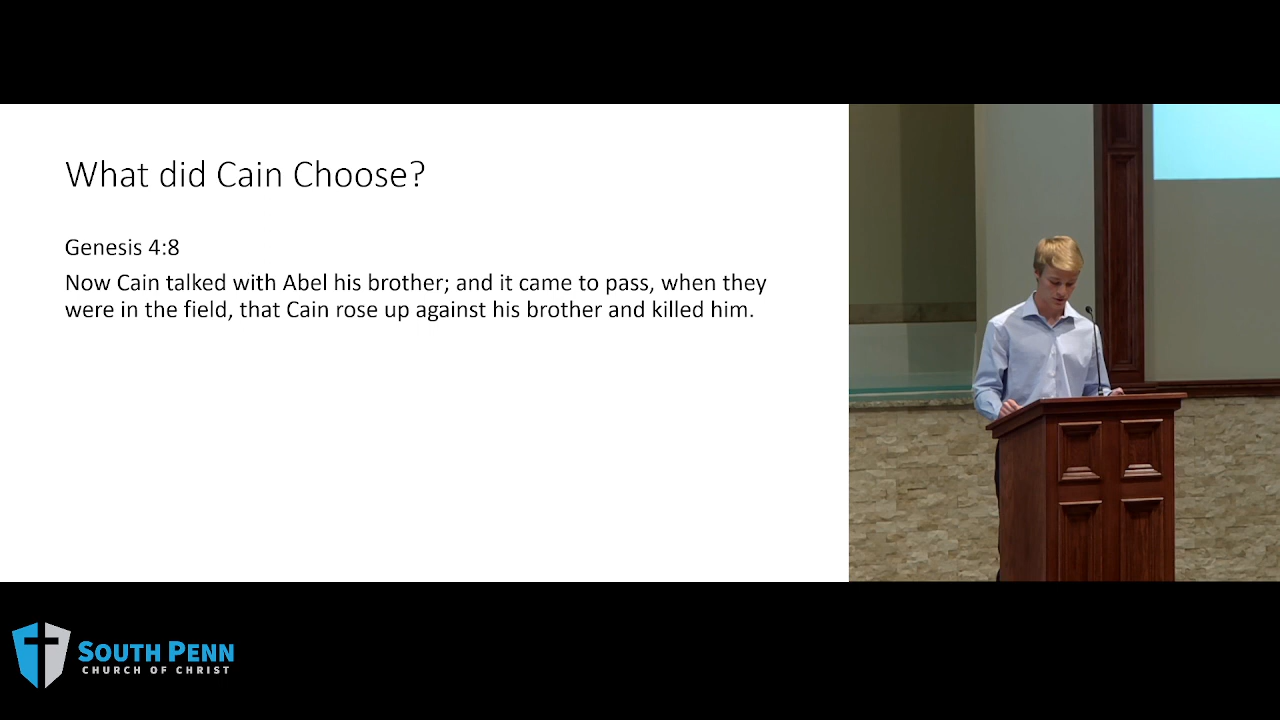 What did Cain Choose?
Genesis 4:8
Now Cain talked with Abel his brother; and it came to pass, when they
were in the field, that Cain rose up against his brother and killed him.
SOUTH PENN
CHURCH OF CHRIST